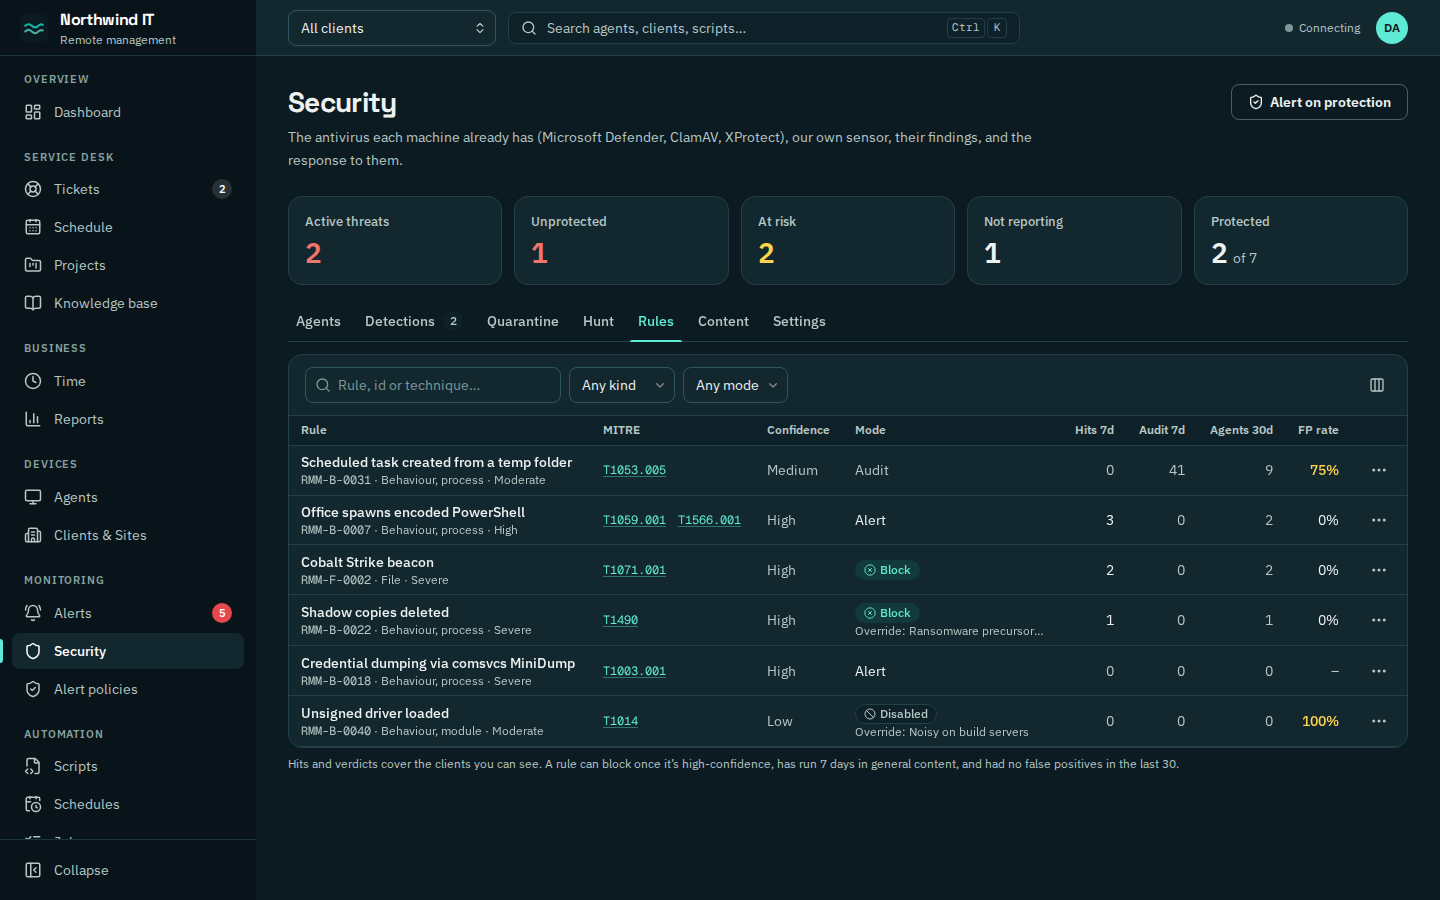 Northwind IT
Remote management
All clients
Search agents, clients, scripts...
Ctrl K
Connecting
DA
OVERVIEW
Dashboard
SERVICE DESK
Tickets 2
Schedule
Projects
Knowledge base
BUSINESS
Time
Reports
DEVICES
Agents
Clients & Sites
MONITORING
Alerts 5
Security
Alert policies
AUTOMATION
Scripts
Schedules
Collapse
Security
Alert on protection
The antivirus each machine already has (Microsoft Defender, ClamAV, XProtect), our own sensor, their findings, and the
response to them.
Active threats
2
Unprotected
1
At risk
2
Not reporting
1
Protected
2 of 7
Agents Detections 2 Quarantine Hunt Rules Content Settings
Rule, id or technique...
Any kind
Any mode
Rule MITRE Confidence Mode Hits 7d Audit 7d Agents 30d FP rate
Scheduled task created from a temp folder
RMM-B-0031 · Behaviour, process · Moderate
T1053.005 Medium Audit 0 41 9 75%
Office spawns encoded PowerShell
RMM-B-0007 · Behaviour, process · High
T1059.001 T1566.001 High Alert 3 0 2 0%
Cobalt Strike beacon
RMM-F-0002 · File · Severe
T1071.001 High Block 2 0 2 0%
Shadow copies deleted
RMM-B-0022 · Behaviour, process · Severe
T1490 High Block 1 0 1 0%
Override: Ransomware precursor...
Credential dumping via comsvcs MiniDump
RMM-B-0018 · Behaviour, process · Severe
T1003.001 High Alert 0 0 0 –
Unsigned driver loaded
RMM-B-0040 · Behaviour, module · Moderate
T1014 Low Disabled 0 0 0 100%
Override: Noisy on build servers
Hits and verdicts cover the clients you can see. A rule can block once it's high-confidence, has run 7 days in general content, and had no false positives in the last 30.